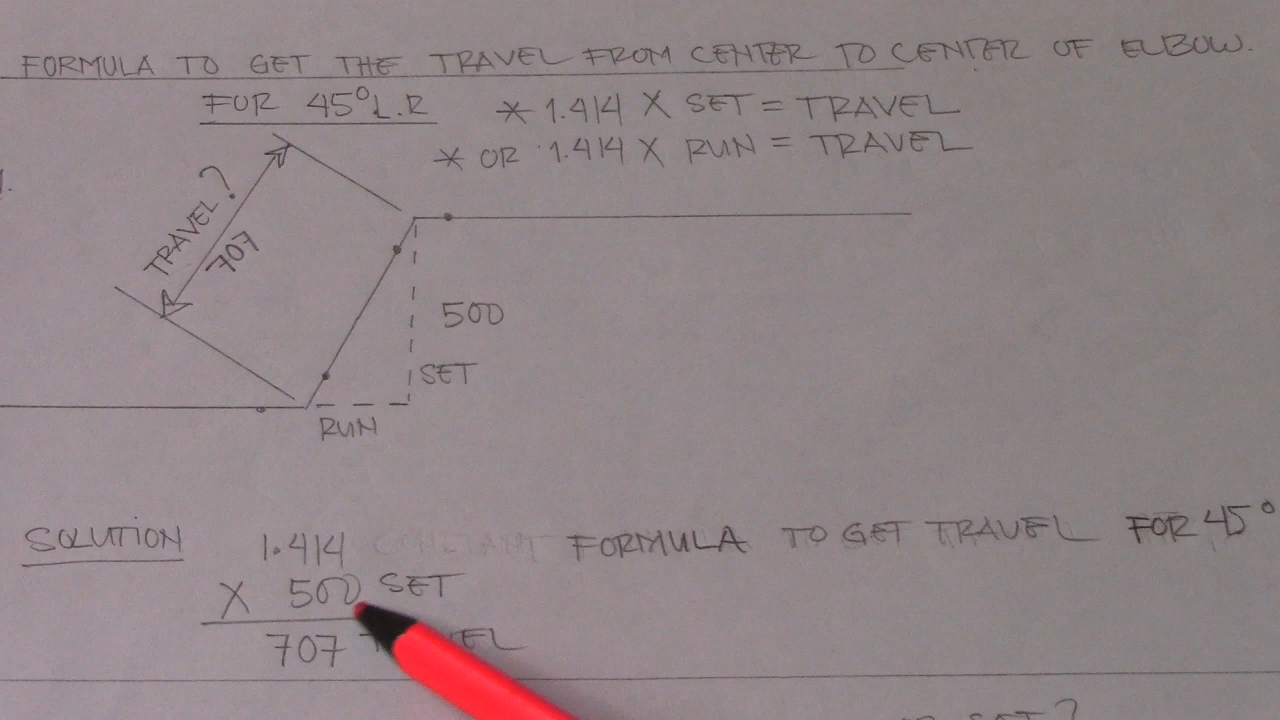 FORMULA TO GET THE TRAVEL FROM CENTER TO CENTER OF ELBOW.
FOR 45° L.R
* 1.414 X SET = TRAVEL
* OR 1.414 X RUN = TRAVEL
TRAVEL?
707
500
SET
RUN
SOLUTION 1.414 CONSTANT FORMULA TO GET TRAVEL FOR 45°
X 500 SET
707
SET?